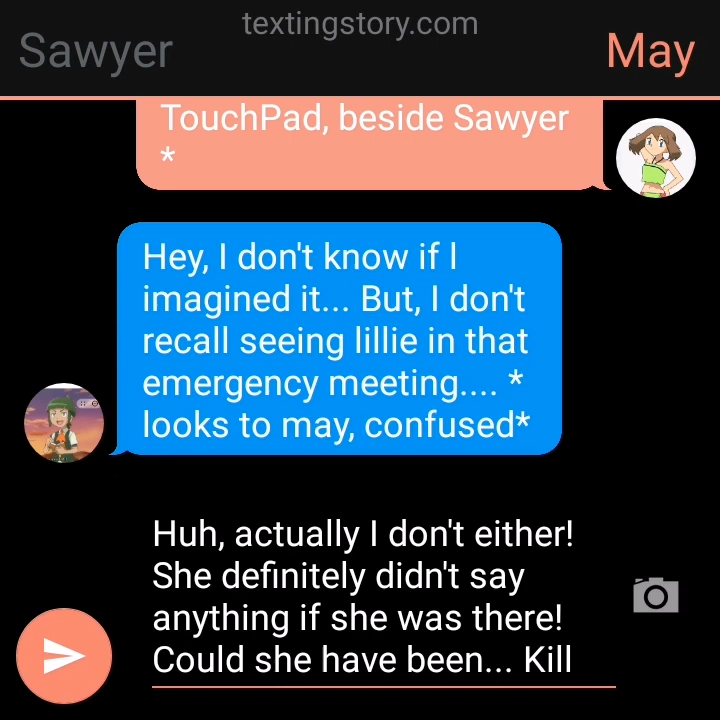 textingstory.com
Sawyer
May
TouchPad, beside Sawyer
*
Hey, I don't know if I
imagined it... But, I don't
recall seeing lillie in that
emergency meeting.... *
looks to may, confused*
Huh, actually I don't either!
She definitely didn't say
anything if she was there!
Could she have been... Kill